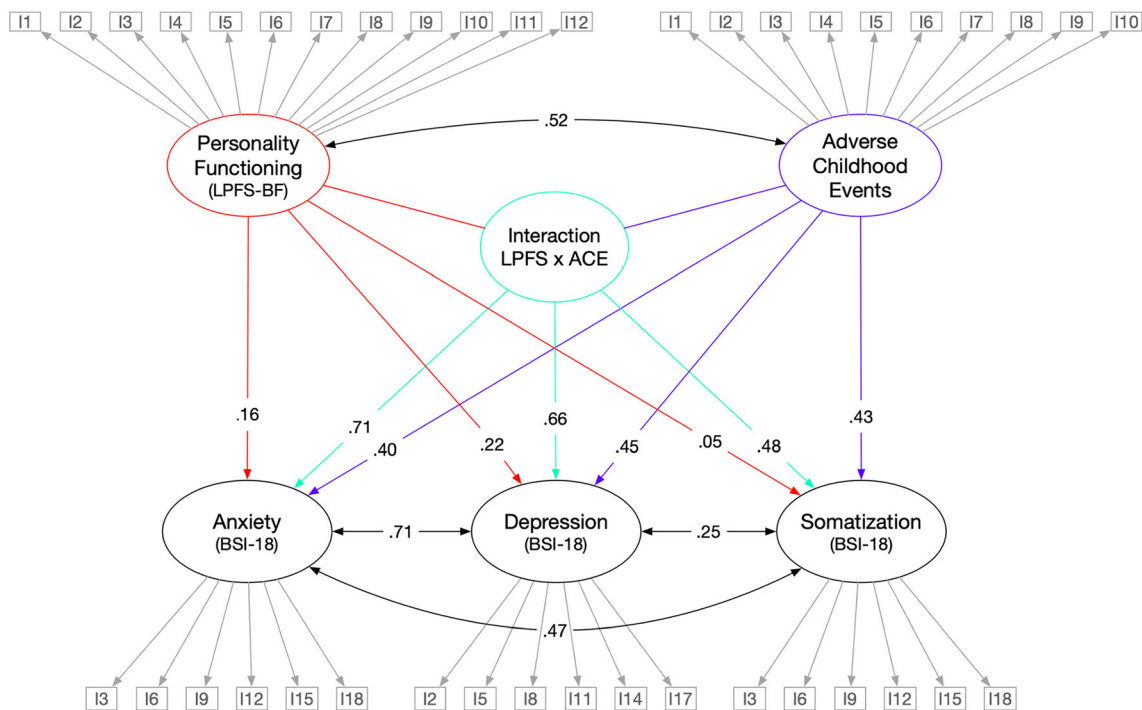 I1 I2 I3 I4 I5 I6 I7 I8 I9 I10 I11 I12
I1 I2 I3 I4 I5 I6 I7 I8 I9 I10
.52
Personality
Functioning
(LPFS-BF)
Adverse
Childhood
Events
Interaction
LPFS x ACE
.16
.71
.40
.22
.66
.45
.05
.48
.43
Anxiety
(BSI-18)
.71
Depression
(BSI-18)
.25
Somatization
(BSI-18)
.47
I3 I6 I9 I12 I15 I18
I2 I5 I8 I11 I14 I17
I3 I6 I9 I12 I15 I18